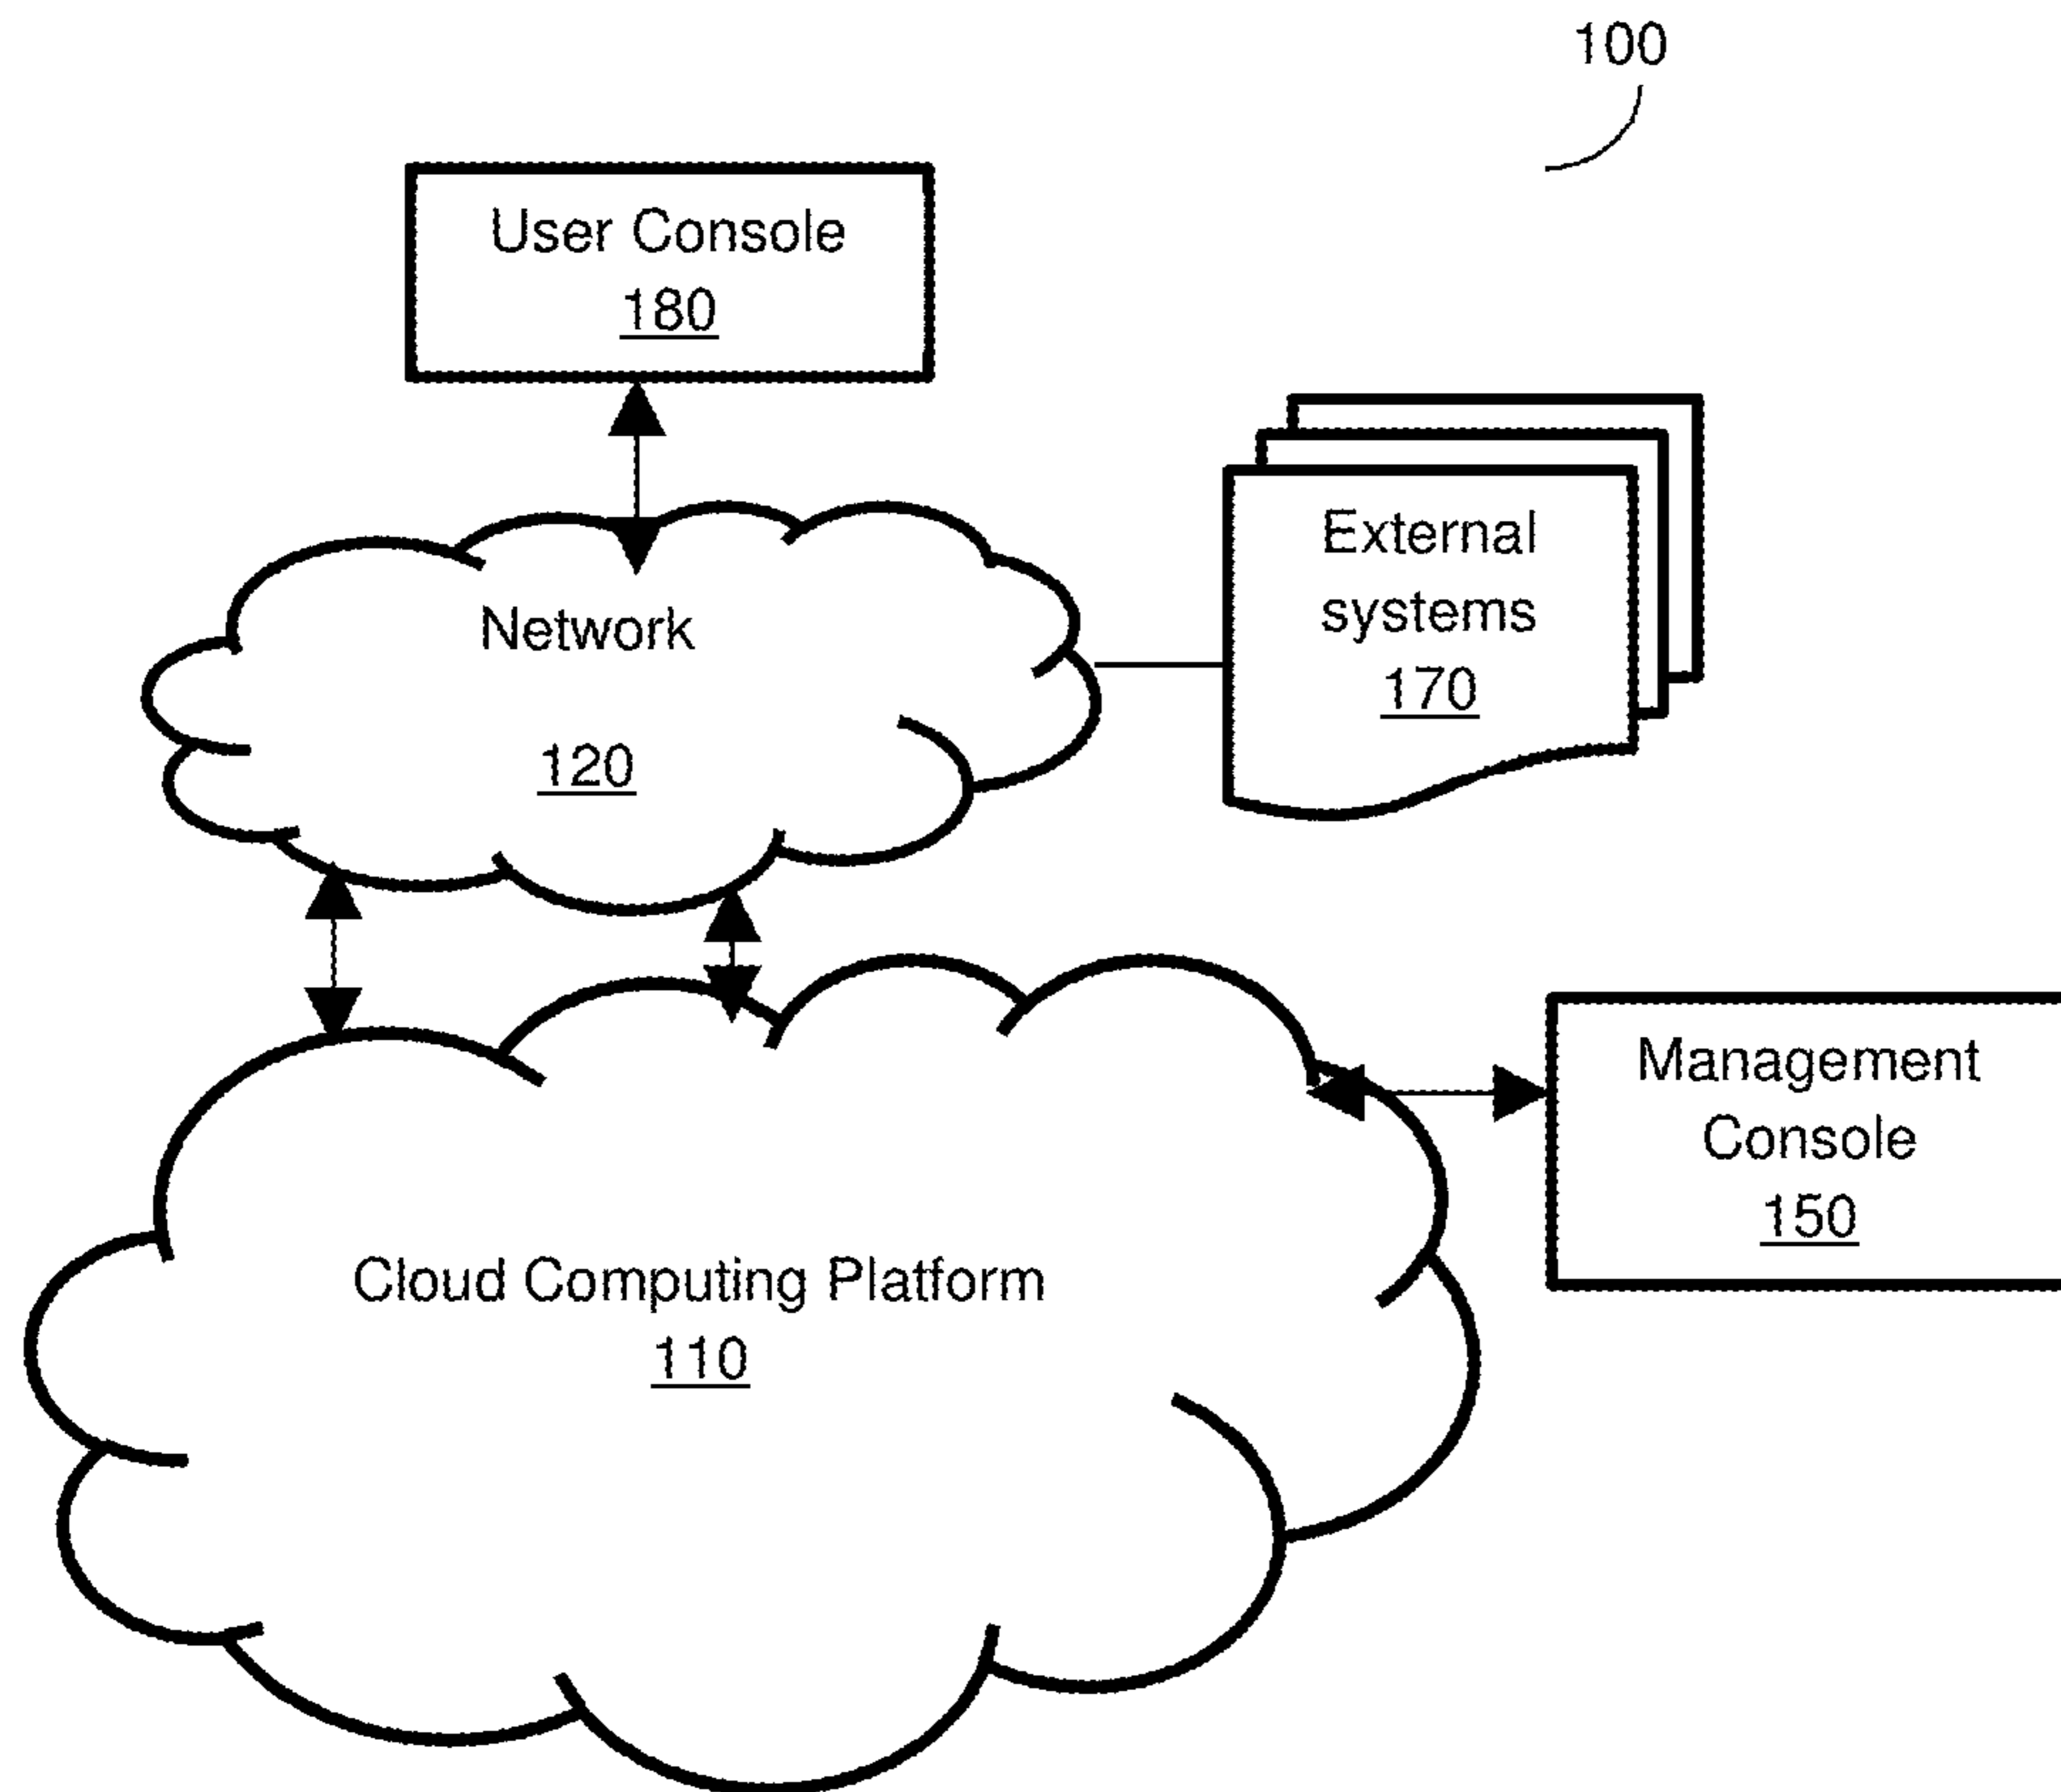 100
User Console
180
External
systems
170
Network
120
Management
Console
150
Cloud Computing Platform
110